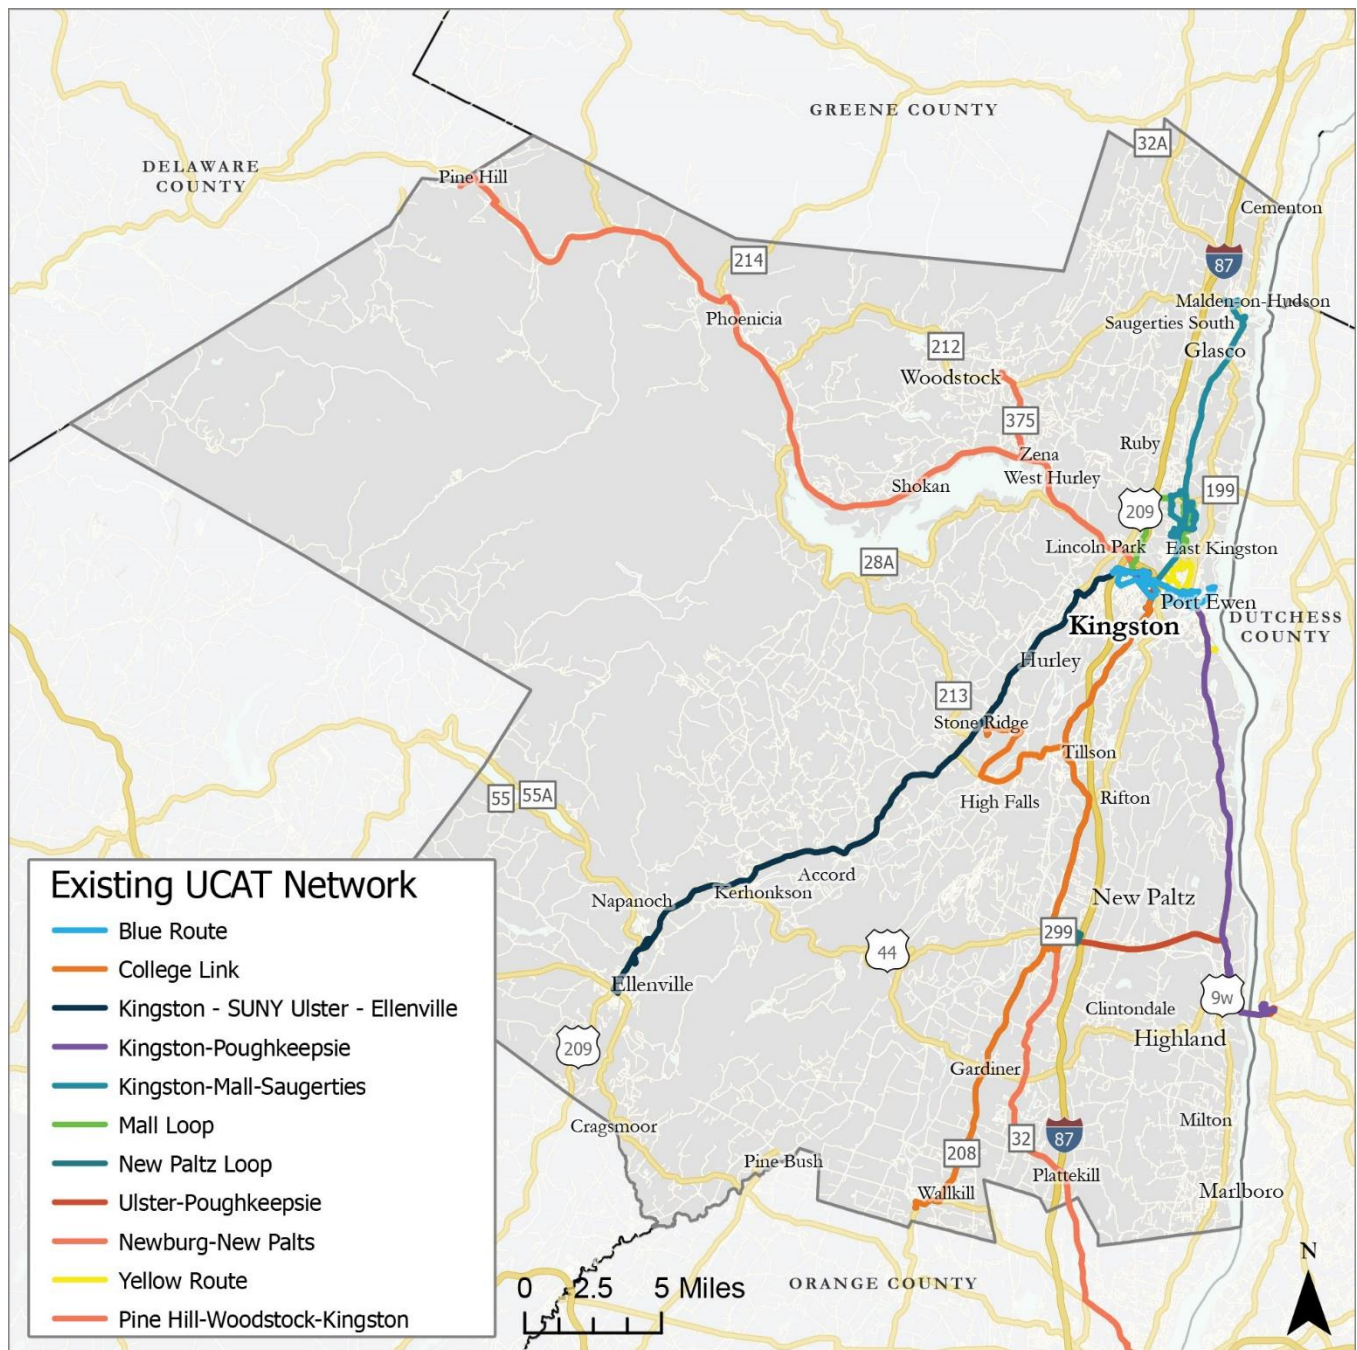 GREENE COUNTY
32A
DELAWARE
COUNTY
Pine Hill
Cementon
214
87
Malden-on-Hudson
Phoenicia
Saugerties South
212
Glasco
Woodstock
375
Ruby
Zena
West Hurley
Shokan
199
209
Lincoln Park
East Kingston
28A
Port Ewen
DUTCHESS
COUNTY
Kingston
Hurley
213
Stone Ridge
Tillson
55
55A
High Falls
Rifton
Accord
Kerhonkson
Napanoch
New Paltz
299
44
Ellenville
9w
Clintondale
Highland
209
Gardiner
Cragsmoor
Milton
32
87
208
Pine Bush
Plattekill
Wallkill
Marlboro
ORANGE COUNTY
Existing UCAT Network
Blue Route
College Link
Kingston - SUNY Ulster - Ellenville
Kingston-Poughkeepsie
Kingston-Mall-Saugerties
Mall Loop
New Paltz Loop
Ulster-Poughkeepsie
Newburg-New Palts
Yellow Route
Pine Hill-Woodstock-Kingston
0 2.5 5 Miles
N